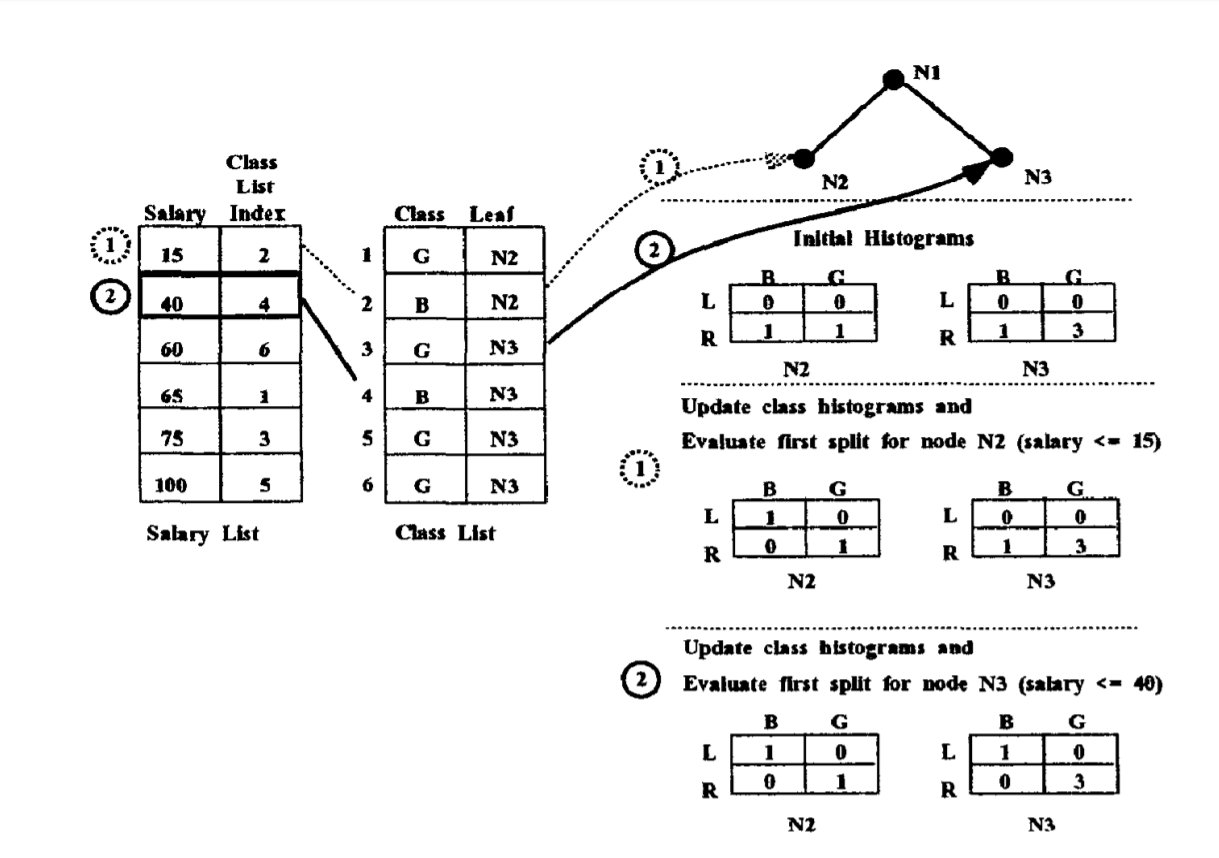 N1
1
N2
N3
Class
List
Salary Index
1 15 2
2 40 4
60 6
65 1
75 3
100 5
Salary List
Class Leaf
1 G N2
2 B N2
3 G N3
4 B N3
5 G N3
6 G N3
Class List
2
Initial Histograms
B G B G
L 0 0 L 0 0
R 1 1 R 1 3
N2 N3
Update class histograms and
Evaluate first split for node N2 (salary <= 15)
1
B G B G
L 1 0 L 0 0
R 0 1 R 1 3
N2 N3
Update class histograms and
2 Evaluate first split for node N3 (salary <= 40)
B G B G
L 1 0 L 1 0
R 0 1 R 0 3
N2 N3